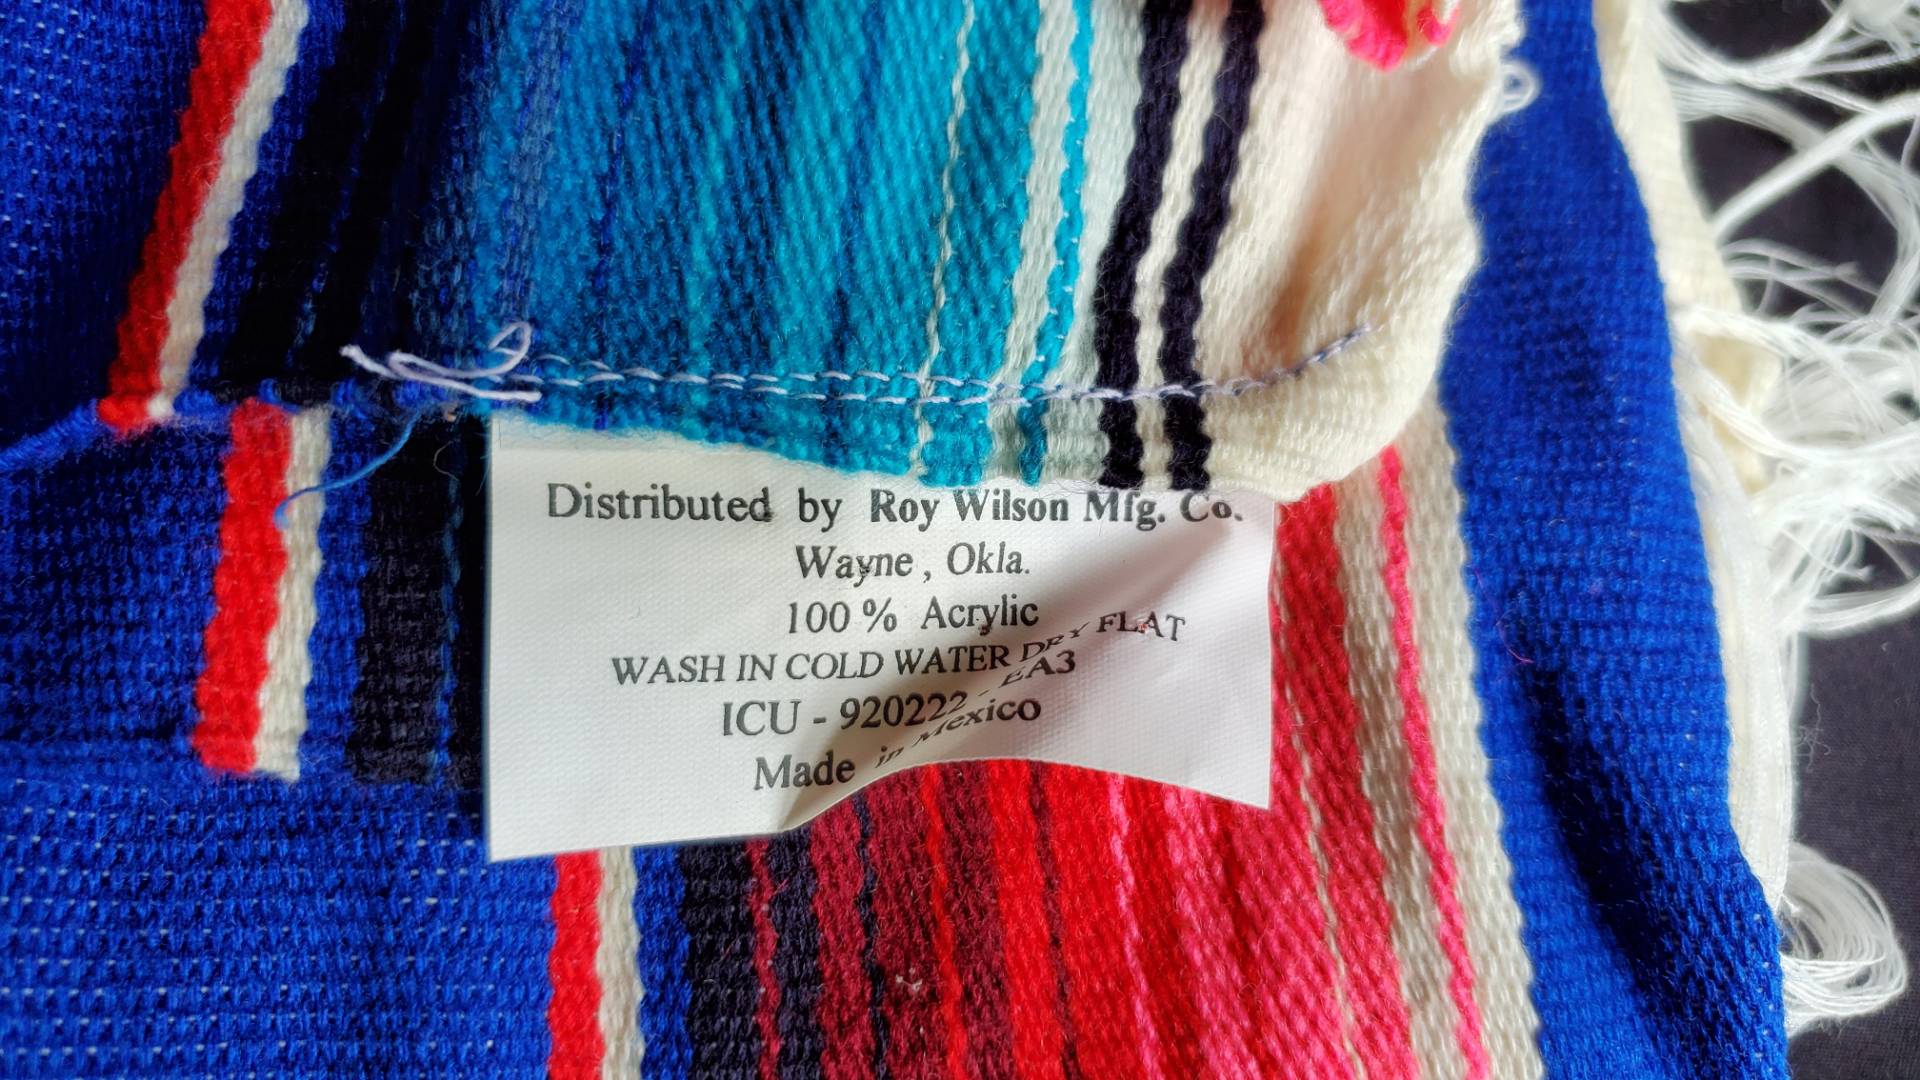 Distributed by Roy Wilson Mfg. Co.
Wayne, Okla.
100 % Acrylic
WASH IN COLD WATER DRY FLAT
ICU - 920222 - EA3
Made in Mexico